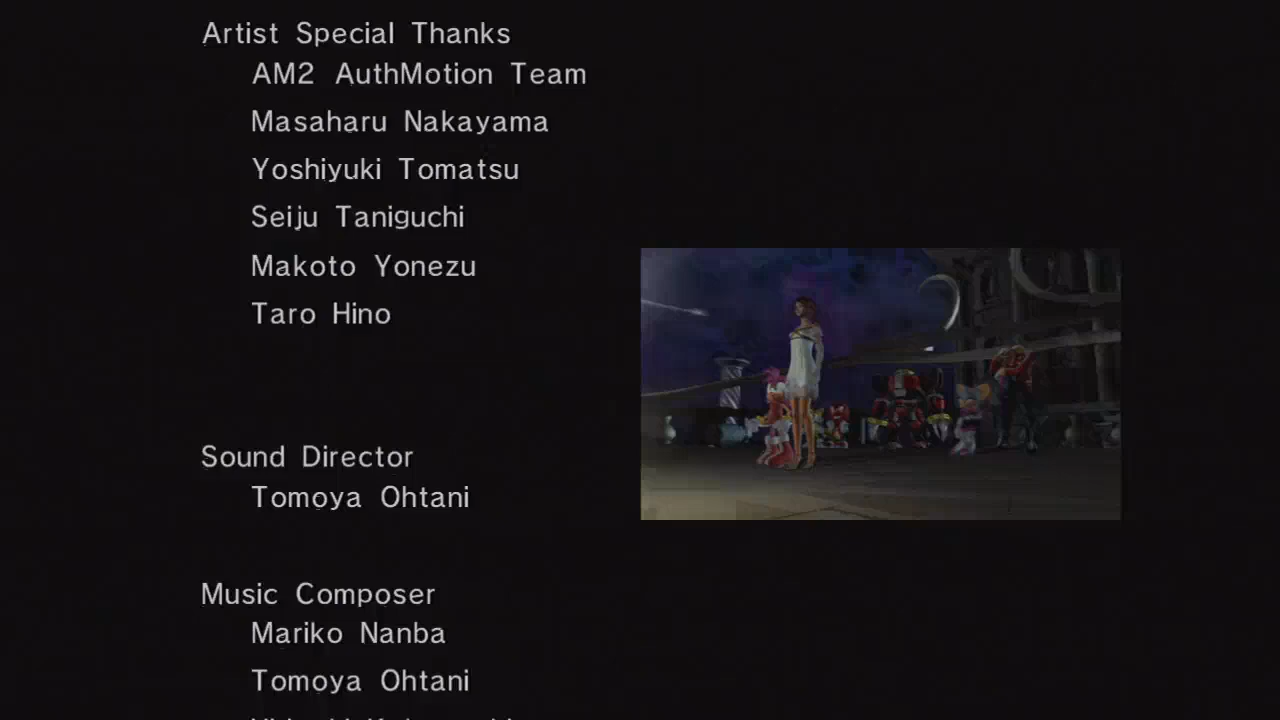 Artist Special Thanks
AM2 AuthMotion Team
Masaharu Nakayama
Yoshiyuki Tomatsu
Seiju Taniguchi
Makoto Yonezu
Taro Hino
Sound Director
Tomoya Ohtani
Music Composer
Mariko Nanba
Tomoya Ohtani